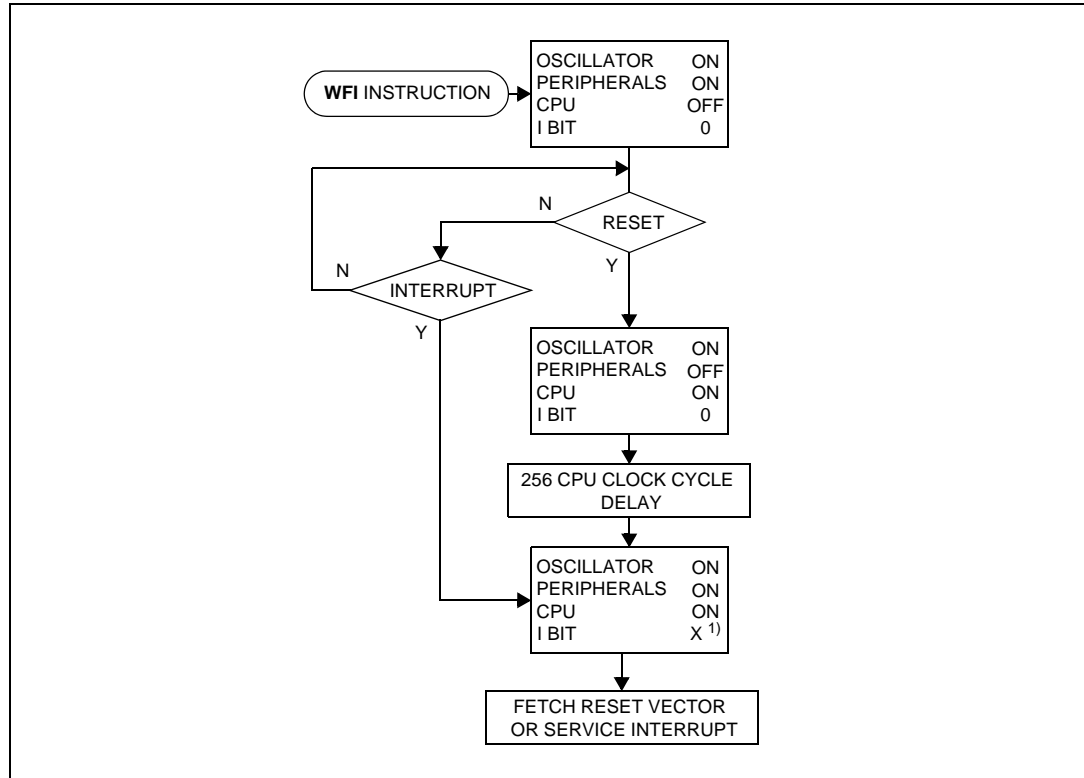 WFI INSTRUCTION
OSCILLATOR ON
PERIPHERALS ON
CPU OFF
I BIT 0
N
RESET
Y
N
INTERRUPT
Y
OSCILLATOR ON
PERIPHERALS OFF
CPU ON
I BIT 0
256 CPU CLOCK CYCLE
DELAY
OSCILLATOR ON
PERIPHERALS ON
CPU ON
I BIT X 1)
FETCH RESET VECTOR
OR SERVICE INTERRUPT